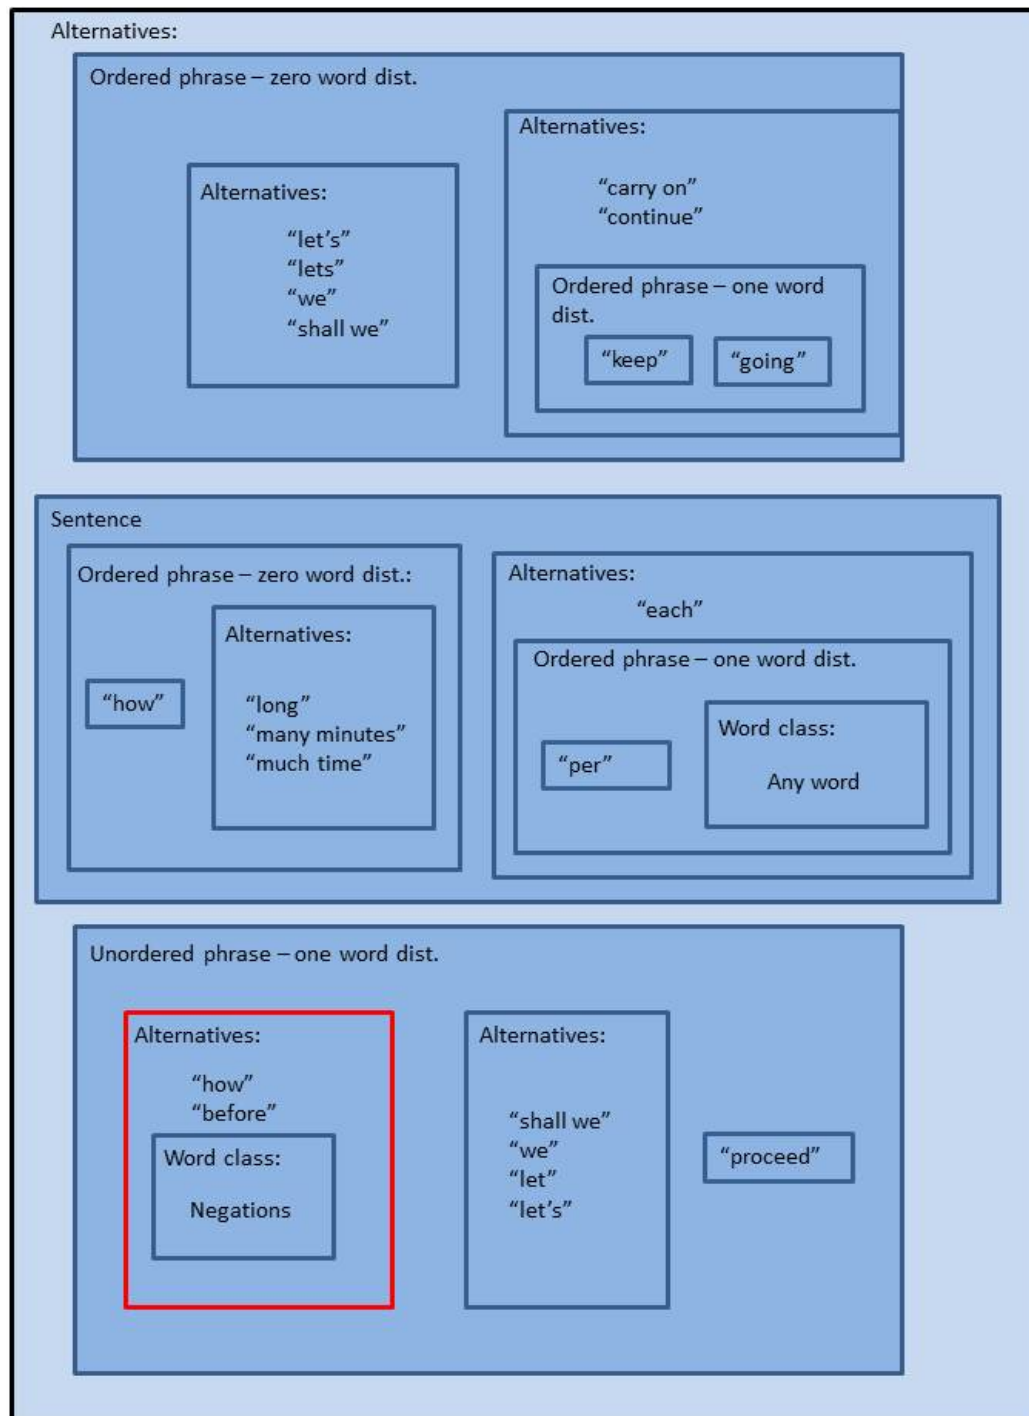 Alternatives:
Ordered phrase – zero word dist.
Alternatives:
“let’s”
“lets”
“we”
“shall we”
Alternatives:
“carry on”
“continue”
Ordered phrase – one word
dist.
“keep” “going”
Sentence
Ordered phrase – zero word dist.:
“how”
Alternatives:
“long”
“many minutes”
“much time”
Alternatives:
“each”
Ordered phrase – one word dist.
“per”
Word class:
Any word
Unordered phrase – one word dist.
Alternatives:
“how”
“before”
Word class:
Negations
Alternatives:
“shall we”
“we”
“let”
“let’s”
“proceed”